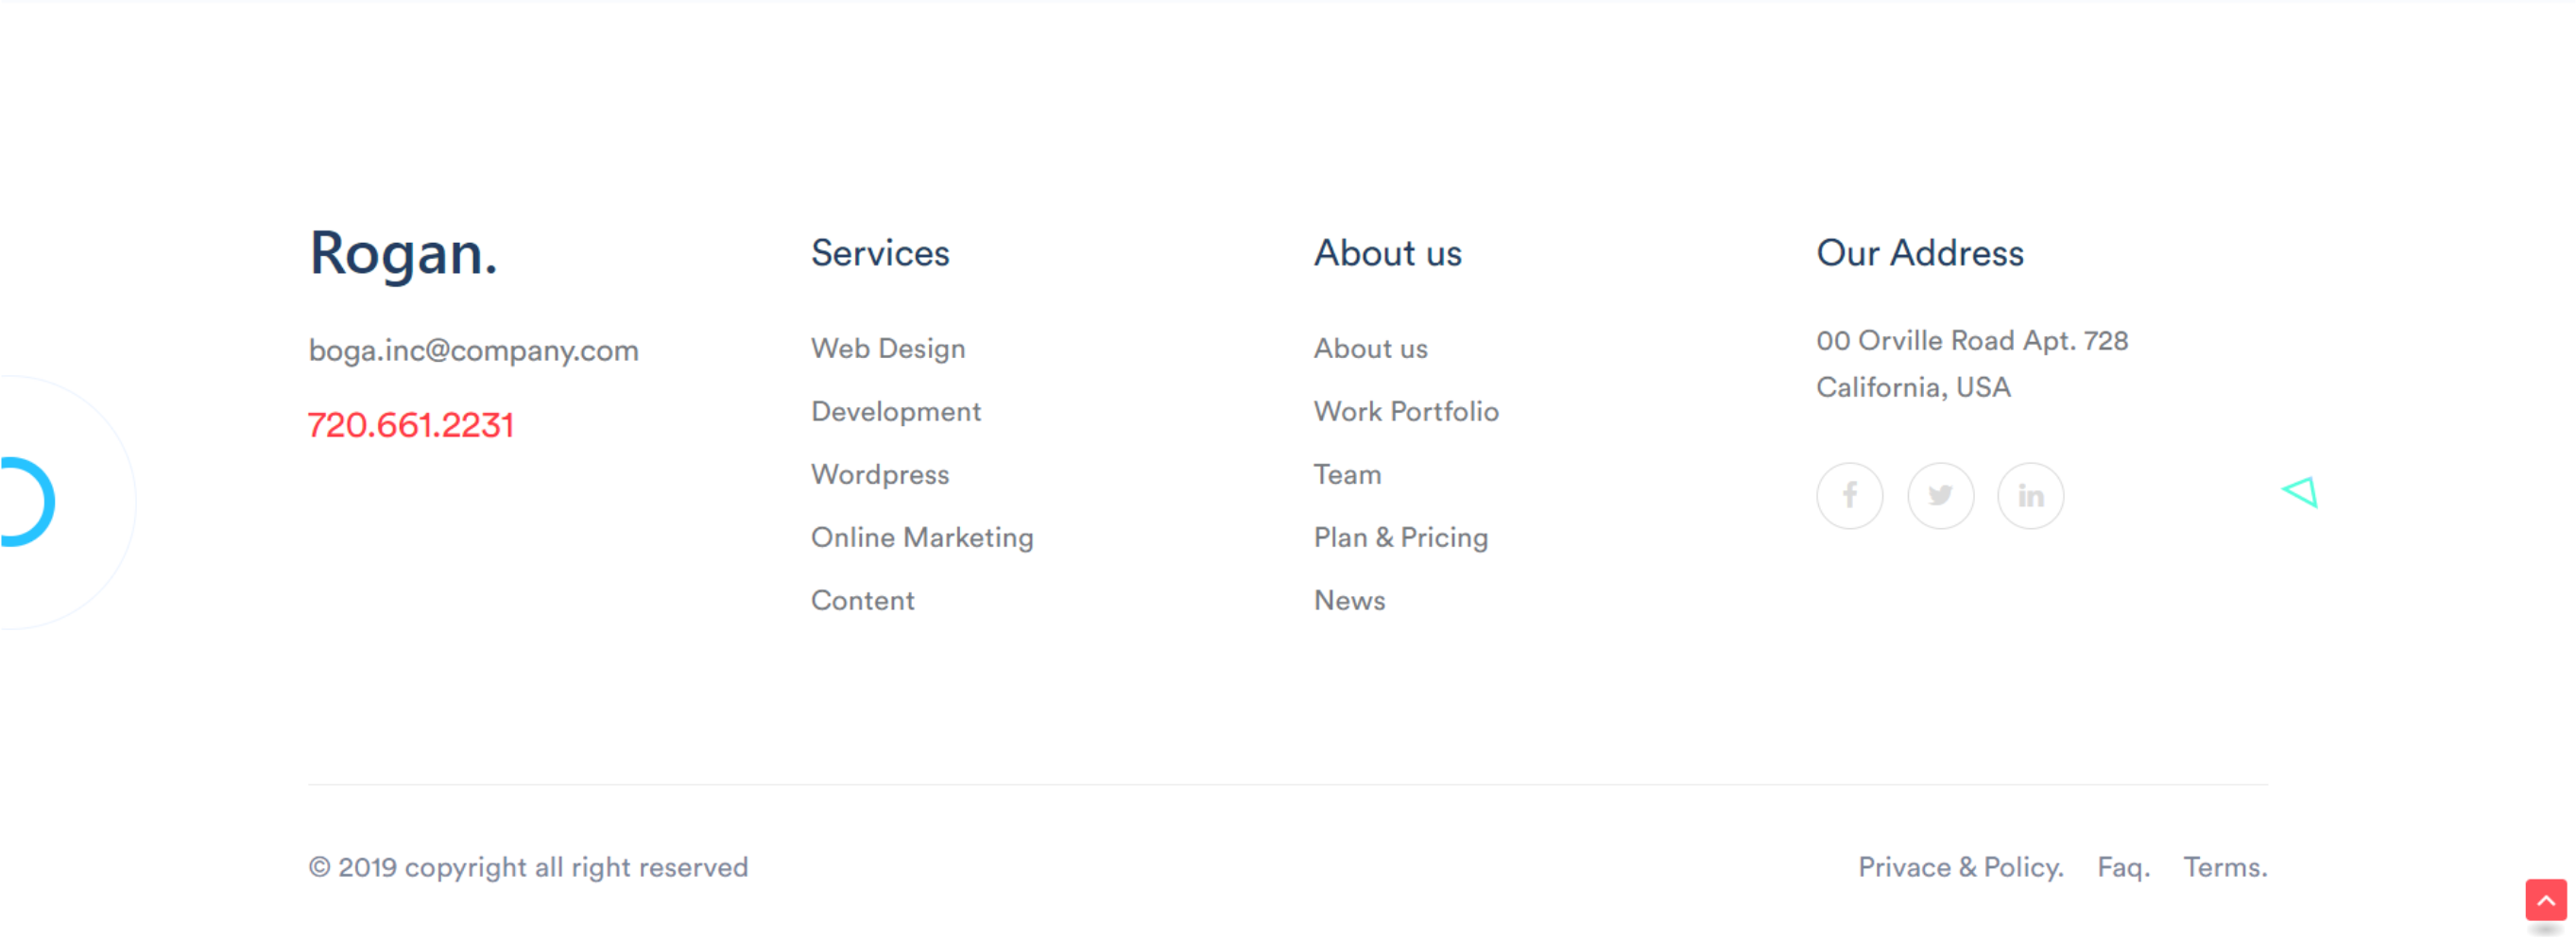 Rogan.
boga.inc@company.com
720.661.2231
Services
Web Design
Development
Wordpress
Online Marketing
Content
About us
About us
Work Portfolio
Team
Plan & Pricing
News
Our Address
00 Orville Road Apt. 728
California, USA
© 2019 copyright all right reserved
Privace & Policy. Faq. Terms.